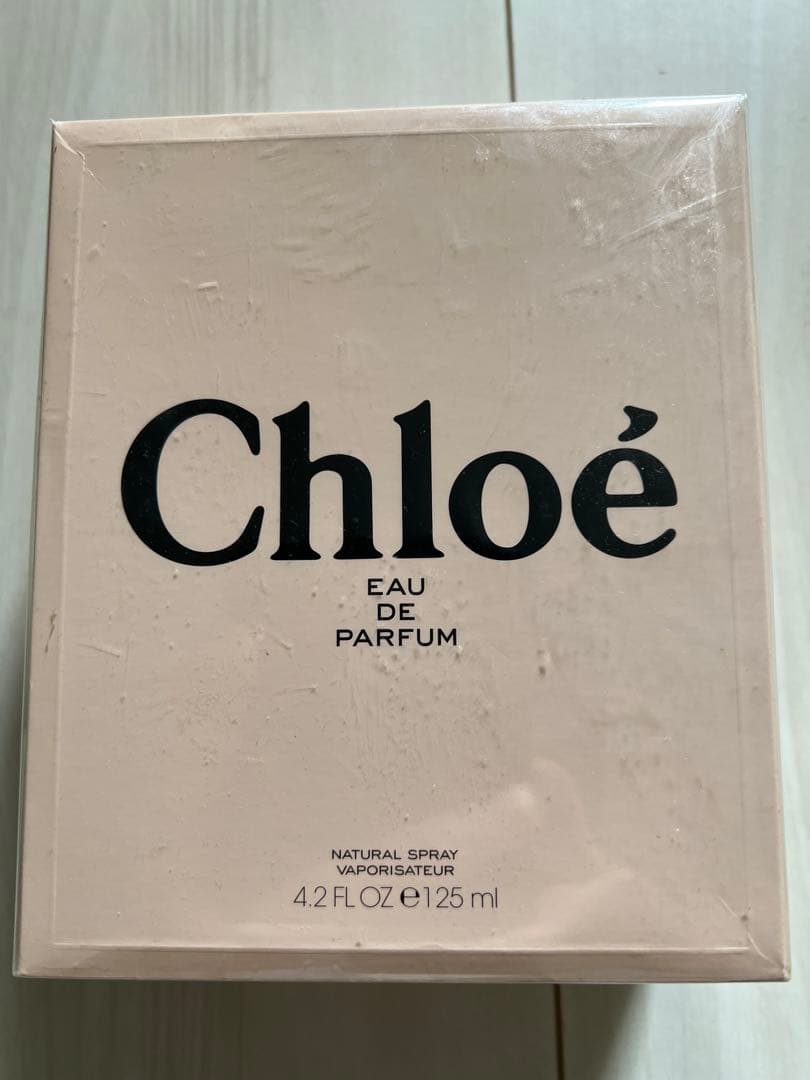 Chloé
EAU
DE
PARFUM
NATURAL SPRAY
VAPORISATEUR
4.2 FL OZ ℮125 ml